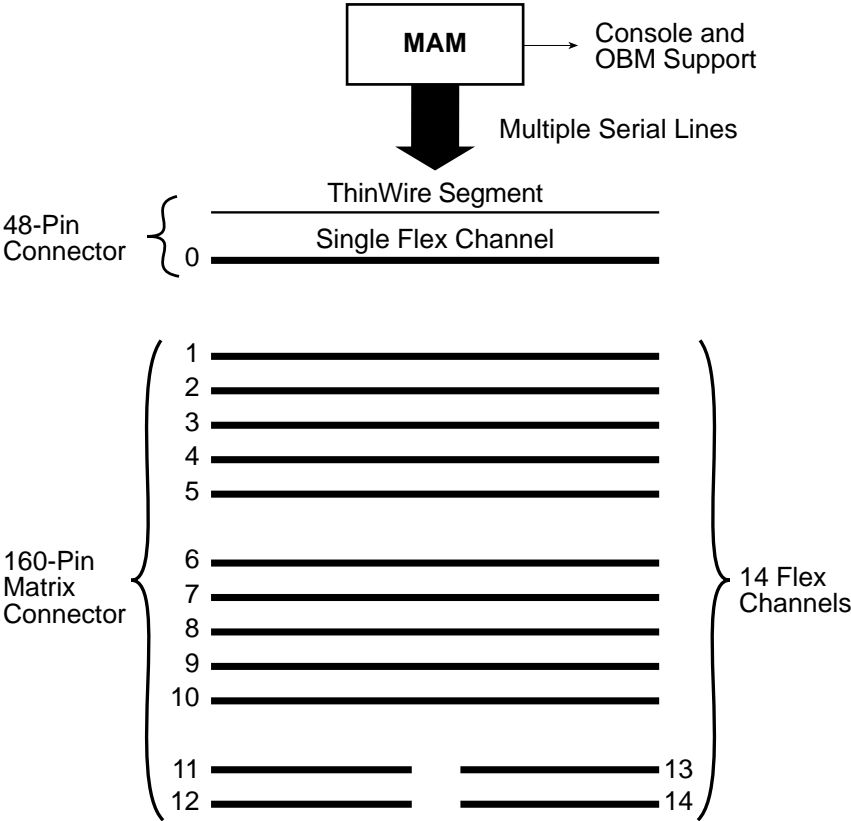 MAM
Console and
OBM Support
Multiple Serial Lines
ThinWire Segment
48-Pin
Connector
Single Flex Channel
0
1
2
3
4
5
160-Pin
Matrix
Connector
6
7
8
9
10
14 Flex
Channels
11
13
12
14